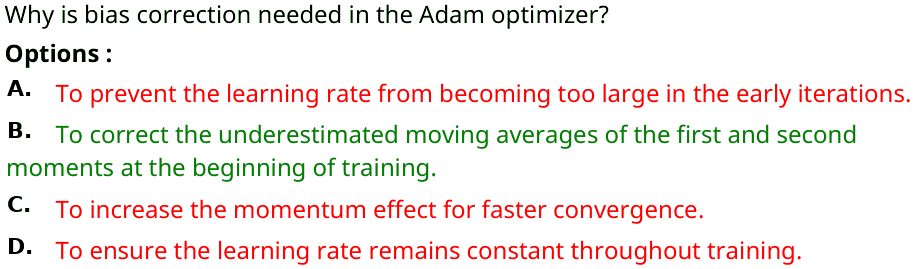 Why is bias correction needed in the Adam optimizer?
Options :
A. To prevent the learning rate from becoming too large in the early iterations.
B. To correct the underestimated moving averages of the first and second
moments at the beginning of training.
C. To increase the momentum effect for faster convergence.
D. To ensure the learning rate remains constant throughout training.